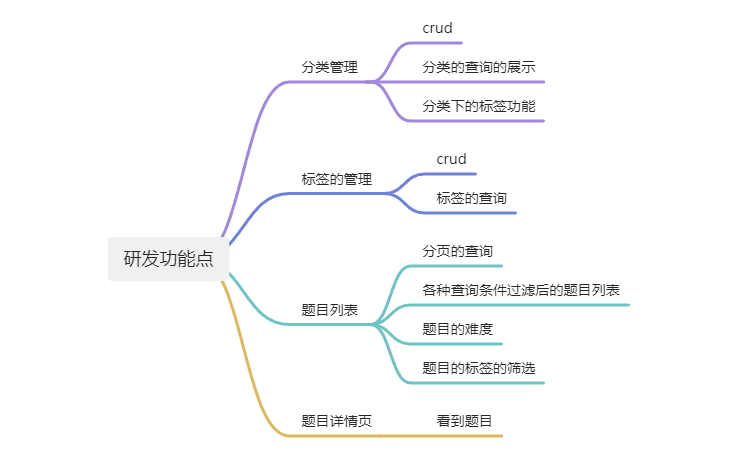 研发功能点
分类管理
crud
分类的查询的展示
分类下的标签功能
标签的管理
crud
标签的查询
题目列表
分页的查询
各种查询条件过滤后的题目列表
题目的难度
题目的标签的筛选
题目详情页
看到题目